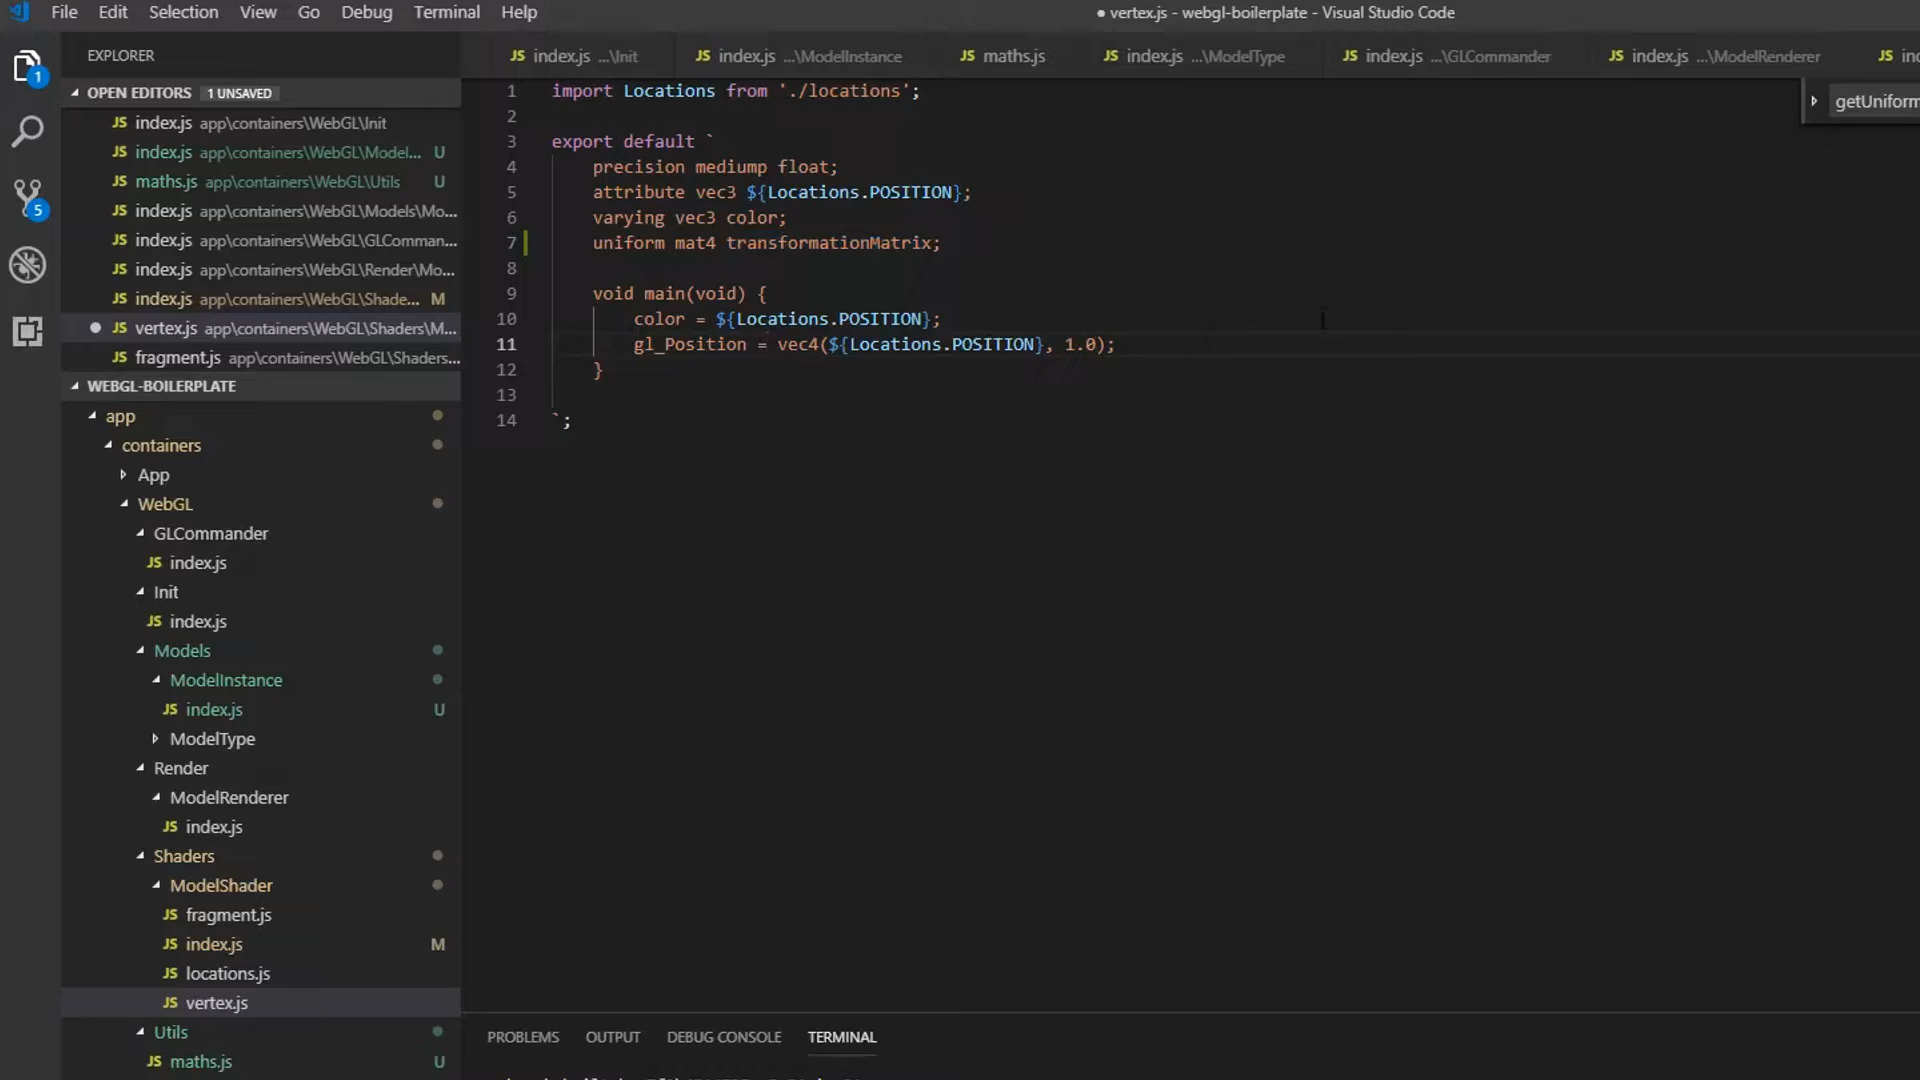 File Edit Selection View Go Debug Terminal Help
● vertex.js - webgl-boilerplate - Visual Studio Code
EXPLORER
1
5
OPEN EDITORS 1 UNSAVED
JS index.js app\containers\WebGL\Init
JS index.js app\containers\WebGL\Model... U
JS maths.js app\containers\WebGL\Utils U
JS index.js app\containers\WebGL\Models\Mo...
JS index.js app\containers\WebGL\GLComman...
JS index.js app\containers\WebGL\Render\Mo...
JS index.js app\containers\WebGL\Shade... M
● JS vertex.js app\containers\WebGL\Shaders\M...
JS fragment.js app\containers\WebGL\Shaders...
WEBGL-BOILERPLATE
app
containers
App
WebGL
GLCommander
JS index.js
Init
JS index.js
Models
ModelInstance
JS index.js U
ModelType
Render
ModelRenderer
JS index.js
Shaders
ModelShader
JS fragment.js
JS index.js M
JS locations.js
JS vertex.js
Utils
JS maths.js U
JS index.js ...\Init JS index.js ...\ModelInstance JS maths.js JS index.js ...\ModelType JS index.js ...\GLCommander JS index.js ...\ModelRenderer JS
getUniform
1 import Locations from './locations';
2
3 export default `
4 precision mediump float;
5 attribute vec3 ${Locations.POSITION};
6 varying vec3 color;
7 uniform mat4 transformationMatrix;
8
9 void main(void) {
10 color = ${Locations.POSITION};
11 gl_Position = vec4(${Locations.POSITION}, 1.0);
12 }
13
14 `;
PROBLEMS OUTPUT DEBUG CONSOLE TERMINAL